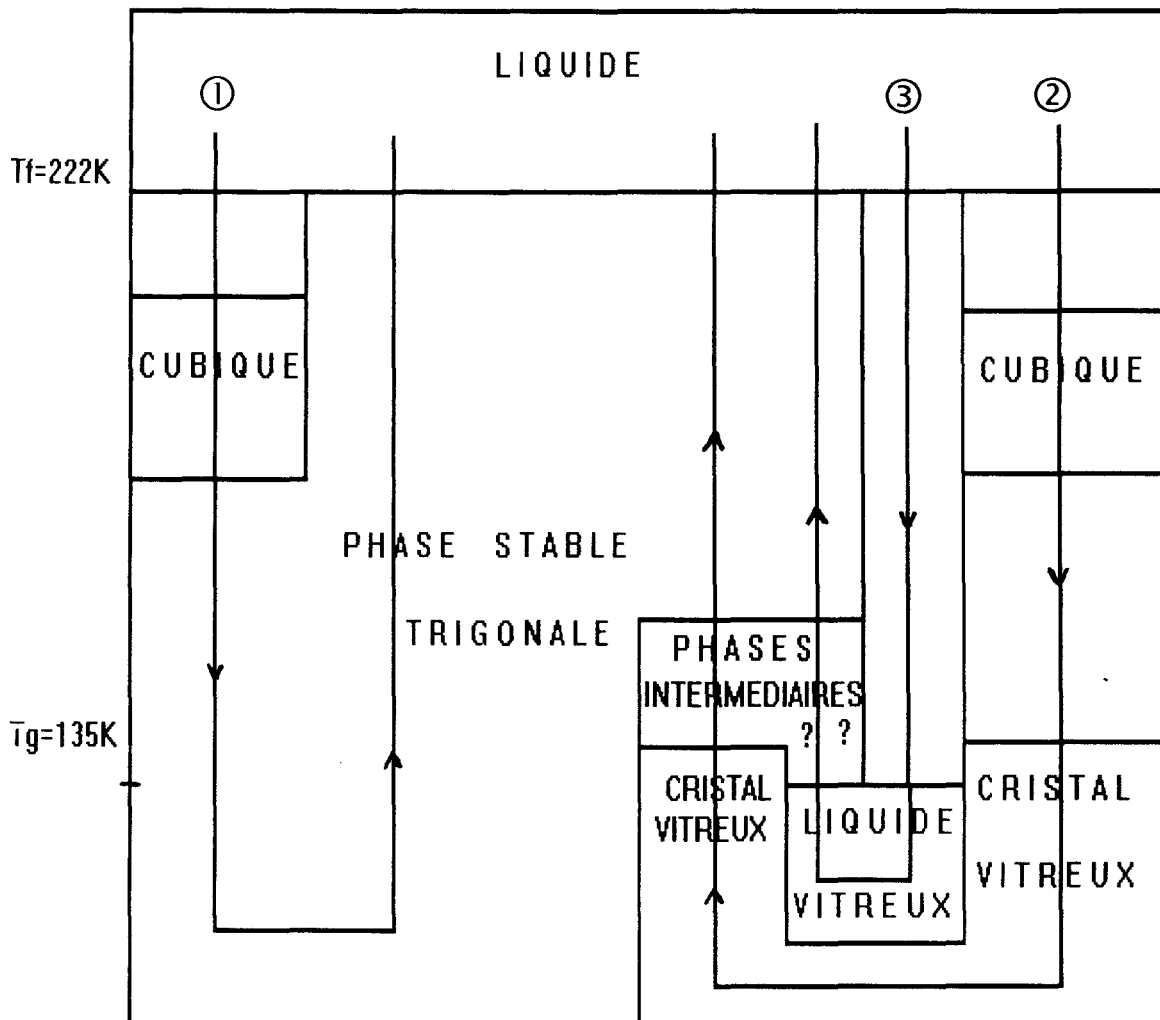 LIQUIDE
① ③ ②
Tf=222K
CUBIQUE
CUBIQUE
PHASE STABLE
TRIGONALE
PHASES
INTERMEDIAIRES
? ?
Tg=135K
CRISTAL
VITREUX
LIQUIDE
VITREUX
CRISTAL
VITREUX